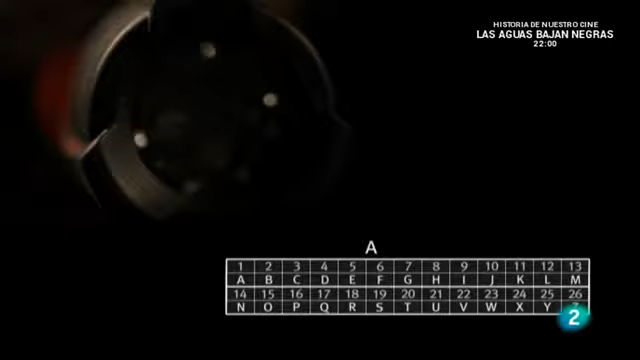 HISTORIA DE NUESTRO CINE
LAS AGUAS BAJAN NEGRAS
22:00
A
1 2 3 4 5 6 7 8 9 10 11 12 13
A B C D E F G H I J K L M
14 15 16 17 18 19 20 21 22 23 24 25 26
N O P Q R S T U V W X Y
2